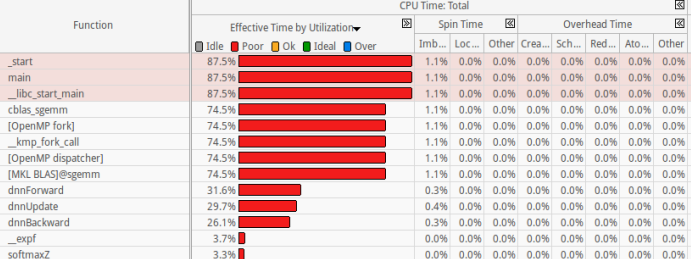 CPU Time: Total
Function
Effective Time by Utilization
Spin Time
Overhead Time
Idle Poor Ok Ideal Over
Imb... Loc... Other Crea... Sch... Red... Ato... Other
_start 87.5% 1.1% 0.0% 0.0% 0.0% 0.0% 0.0% 0.0% 0.0%
main 87.5% 1.1% 0.0% 0.0% 0.0% 0.0% 0.0% 0.0% 0.0%
__libc_start_main 87.5% 1.1% 0.0% 0.0% 0.0% 0.0% 0.0% 0.0% 0.0%
cblas_sgemm 74.5% 1.1% 0.0% 0.0% 0.0% 0.0% 0.0% 0.0% 0.0%
[OpenMP fork] 74.5% 1.1% 0.0% 0.0% 0.0% 0.0% 0.0% 0.0% 0.0%
__kmp_fork_call 74.5% 1.1% 0.0% 0.0% 0.0% 0.0% 0.0% 0.0% 0.0%
[OpenMP dispatcher] 74.5% 1.1% 0.0% 0.0% 0.0% 0.0% 0.0% 0.0% 0.0%
[MKL BLAS]@sgemm 74.5% 1.1% 0.0% 0.0% 0.0% 0.0% 0.0% 0.0% 0.0%
dnnForward 31.6% 0.3% 0.0% 0.0% 0.0% 0.0% 0.0% 0.0% 0.0%
dnnUpdate 29.7% 0.4% 0.0% 0.0% 0.0% 0.0% 0.0% 0.0% 0.0%
dnnBackward 26.1% 0.3% 0.0% 0.0% 0.0% 0.0% 0.0% 0.0% 0.0%
__expf 3.7% 0.0% 0.0% 0.0% 0.0% 0.0% 0.0% 0.0% 0.0%
softmaxZ 3.3% 0.0% 0.0% 0.0% 0.0% 0.0% 0.0% 0.0% 0.0%